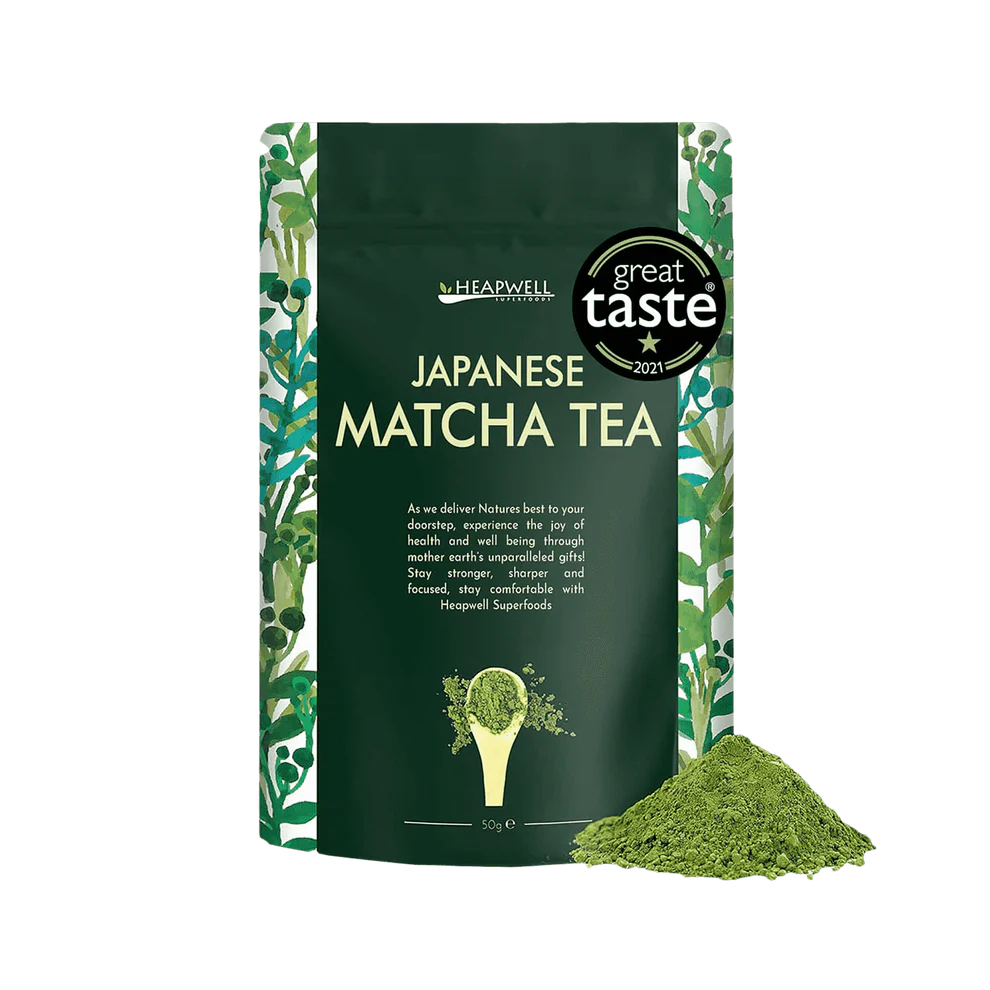 HEAPWELL
SUPERFOODS
great
taste®
2021
JAPANESE
MATCHA TEA
As we deliver Natures best to your
doorstep, experience the joy of
health and well being through
mother earth's unparalleled gifts!
Stay stronger, sharper and
focused, stay comfortable with
Heapwell Superfoods
50g ℮